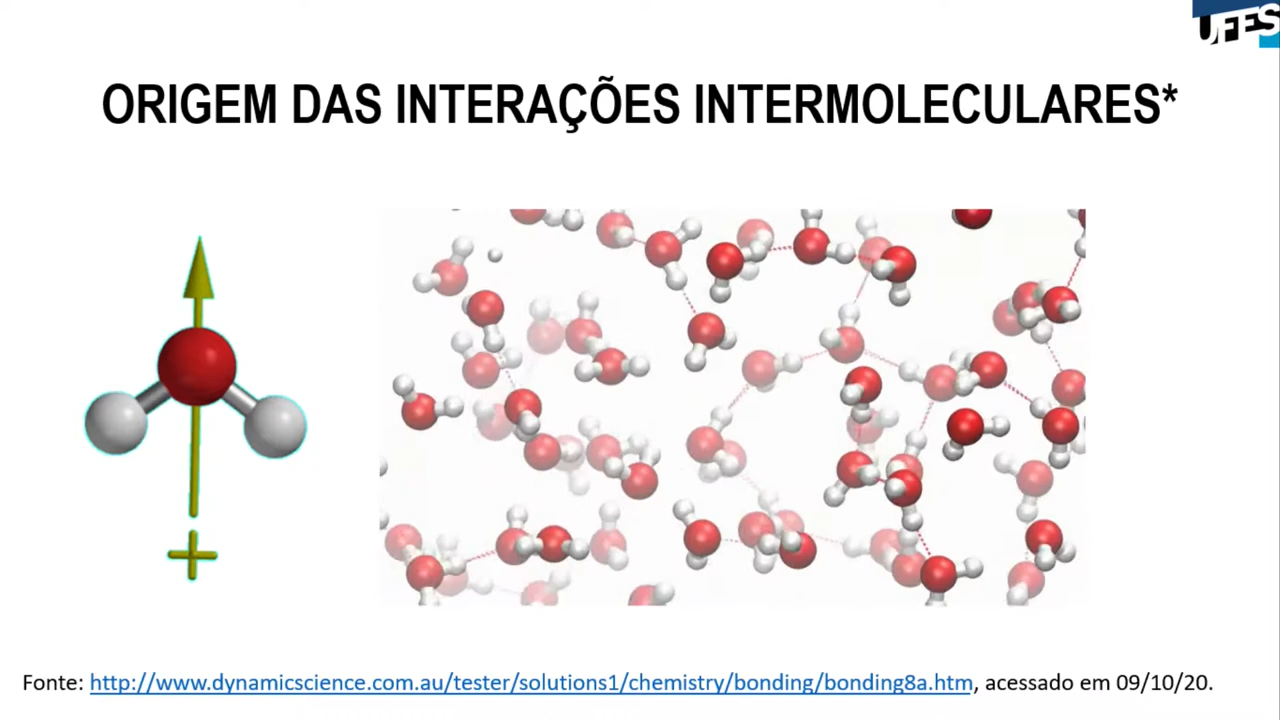 UFES
ORIGEM DAS INTERAÇÕES INTERMOLECULARES*
+
Fonte: http://www.dynamicscience.com.au/tester/solutions1/chemistry/bonding/bonding8a.htm, acessado em 09/10/20.